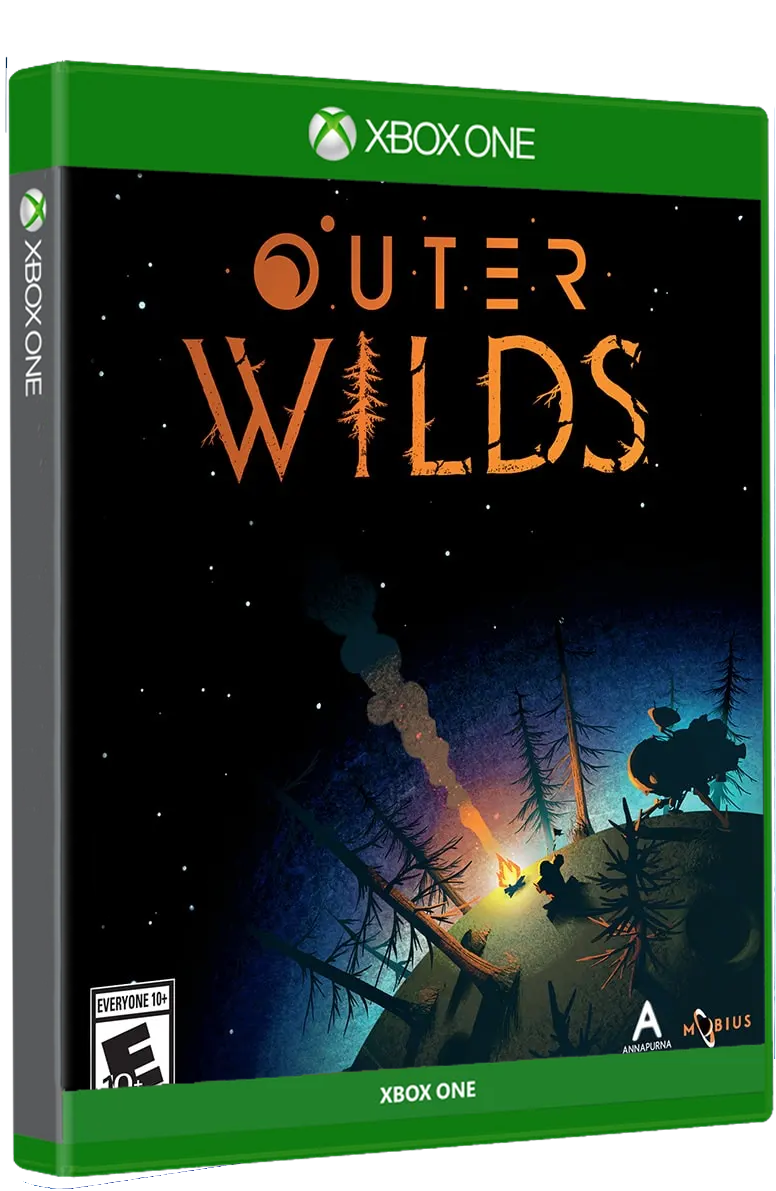 XBOX ONE
XBOX ONE
OUTER
WILDS
EVERYONE 10+
E
10+
ANNAPURNA
MOBIUS
XBOX ONE